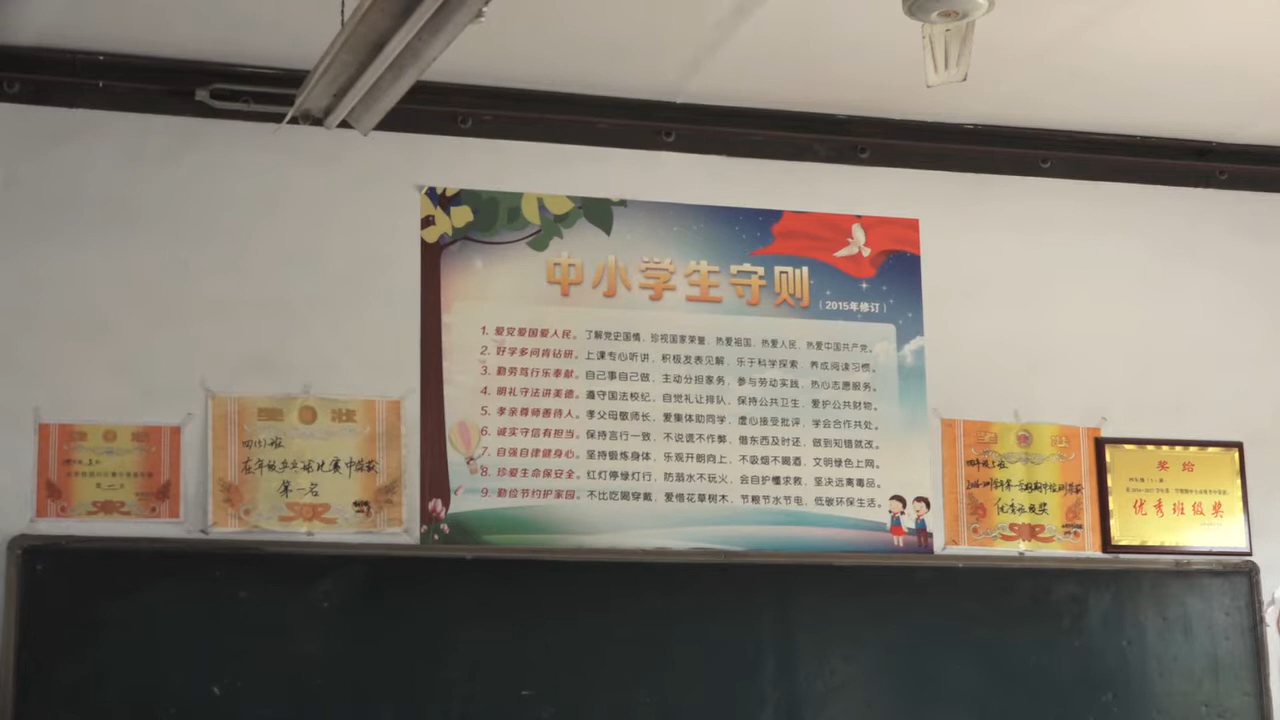 中小学生守则
（2015年修订）
1. 爱党爱国爱人民。了解党史国情，珍视国家荣誉，热爱祖国，热爱人民，热爱中国共产党。
2. 好学多问肯钻研。上课专心听讲，积极发表见解，乐于科学探索，养成阅读习惯。
3. 勤劳笃行乐奉献。自己事自己做，主动分担家务，参与劳动实践，热心志愿服务。
4. 明礼守法讲美德。遵守国法校纪，自觉礼让排队，保持公共卫生，爱护公共财物。
5. 孝亲尊师善待人。孝父母敬师长，爱集体助同学，虚心接受批评，学会合作共处。
6. 诚实守信有担当。保持言行一致，不说谎不作弊，借东西及时还，做到知错就改。
7. 自强自律健身心。坚持锻炼身体，乐观开朗向上，不吸烟不喝酒，文明绿色上网。
8. 珍爱生命保安全。红灯停绿灯行，防溺水不玩火，会自护懂求救，坚决远离毒品。
9. 勤俭节约护家园。不比吃喝穿戴，爱惜花草树木，节粮节水节电，低碳环保生活。
奖状
奖状
四(3)班
在年级乒乓球比赛中荣获
第一名
奖状
优秀班级奖
奖给
优秀班级奖